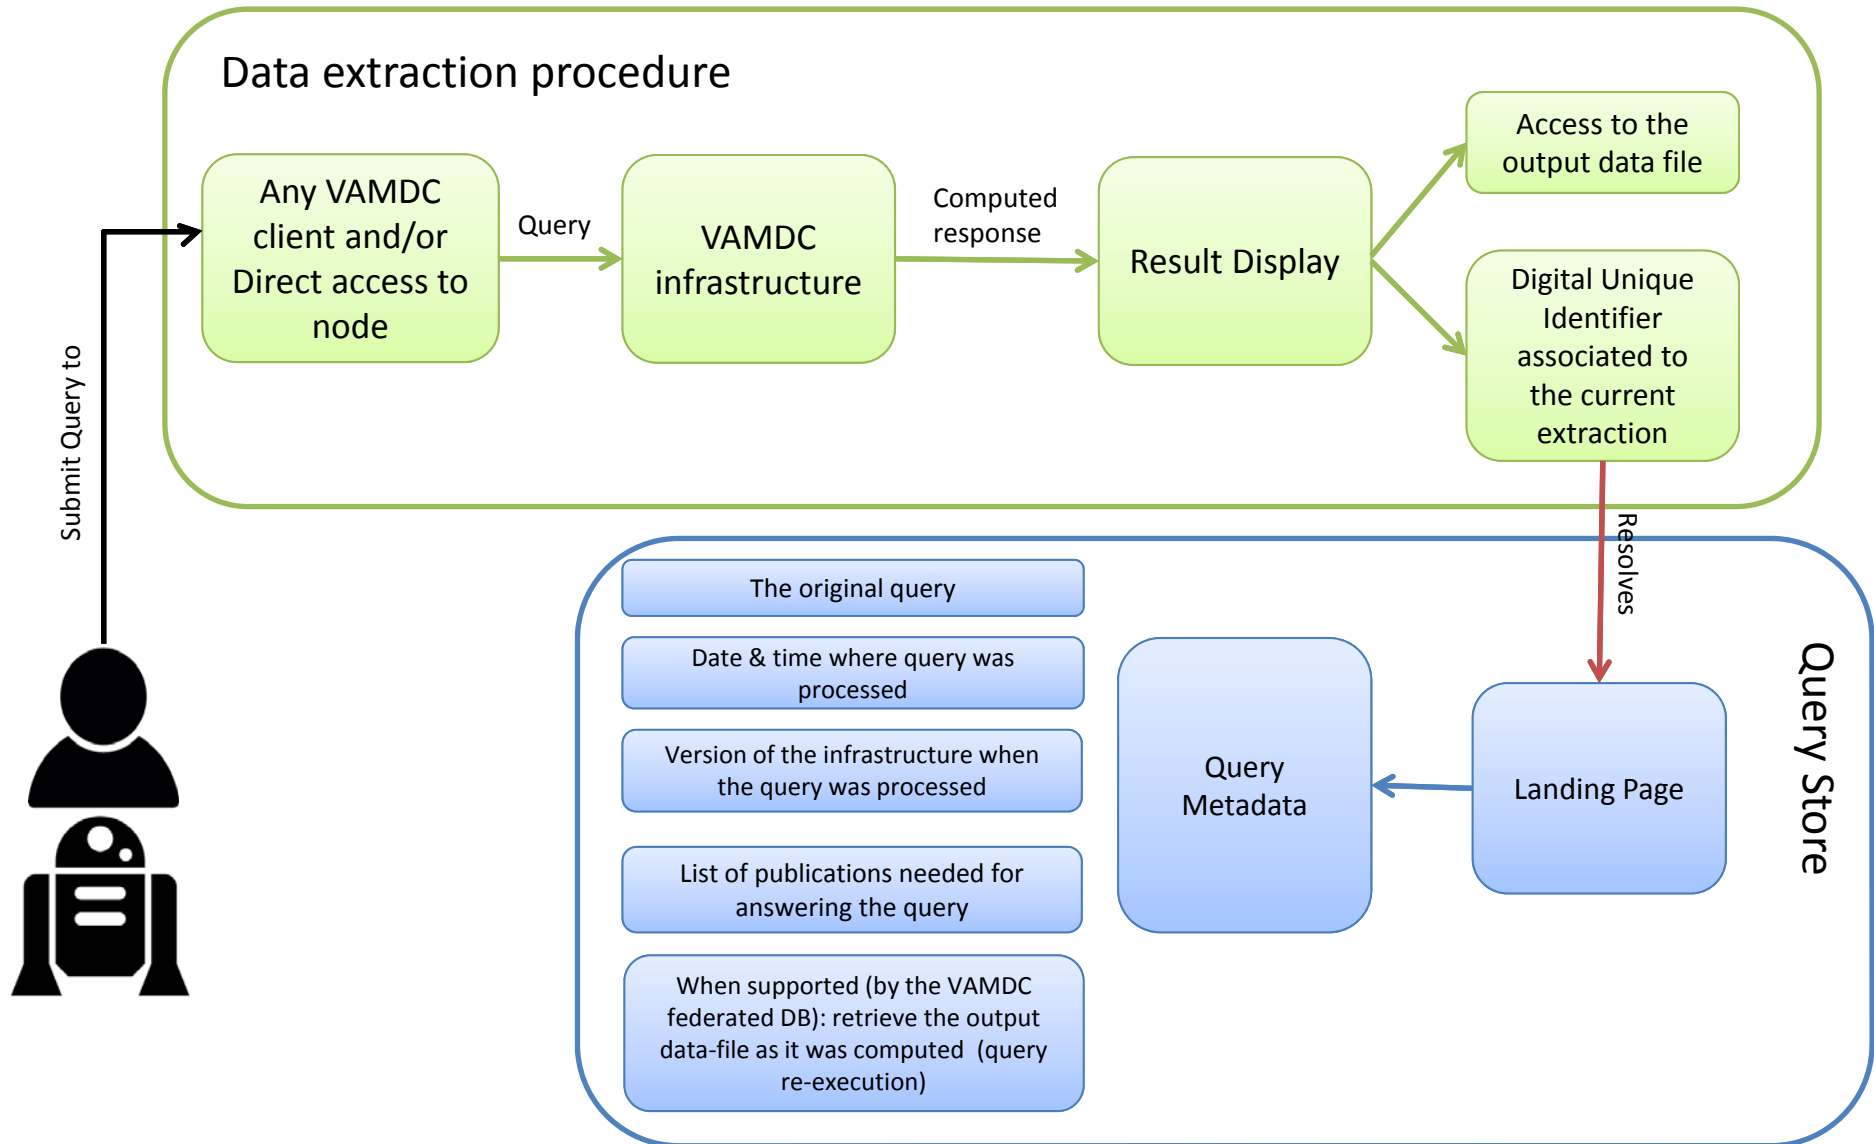 Data extraction procedure
Any VAMDC
client and/or
Direct access to
node
Query
VAMDC
infrastructure
Computed
response
Result Display
Access to the
output data file
Digital Unique
Identifier
associated to
the current
extraction
Submit Query to
Resolves
The original query
Date & time where query was
processed
Version of the infrastructure when
the query was processed
List of publications needed for
answering the query
When supported (by the VAMDC
federated DB): retrieve the output
data-file as it was computed (query
re-execution)
Query
Metadata
Landing Page
Query Store